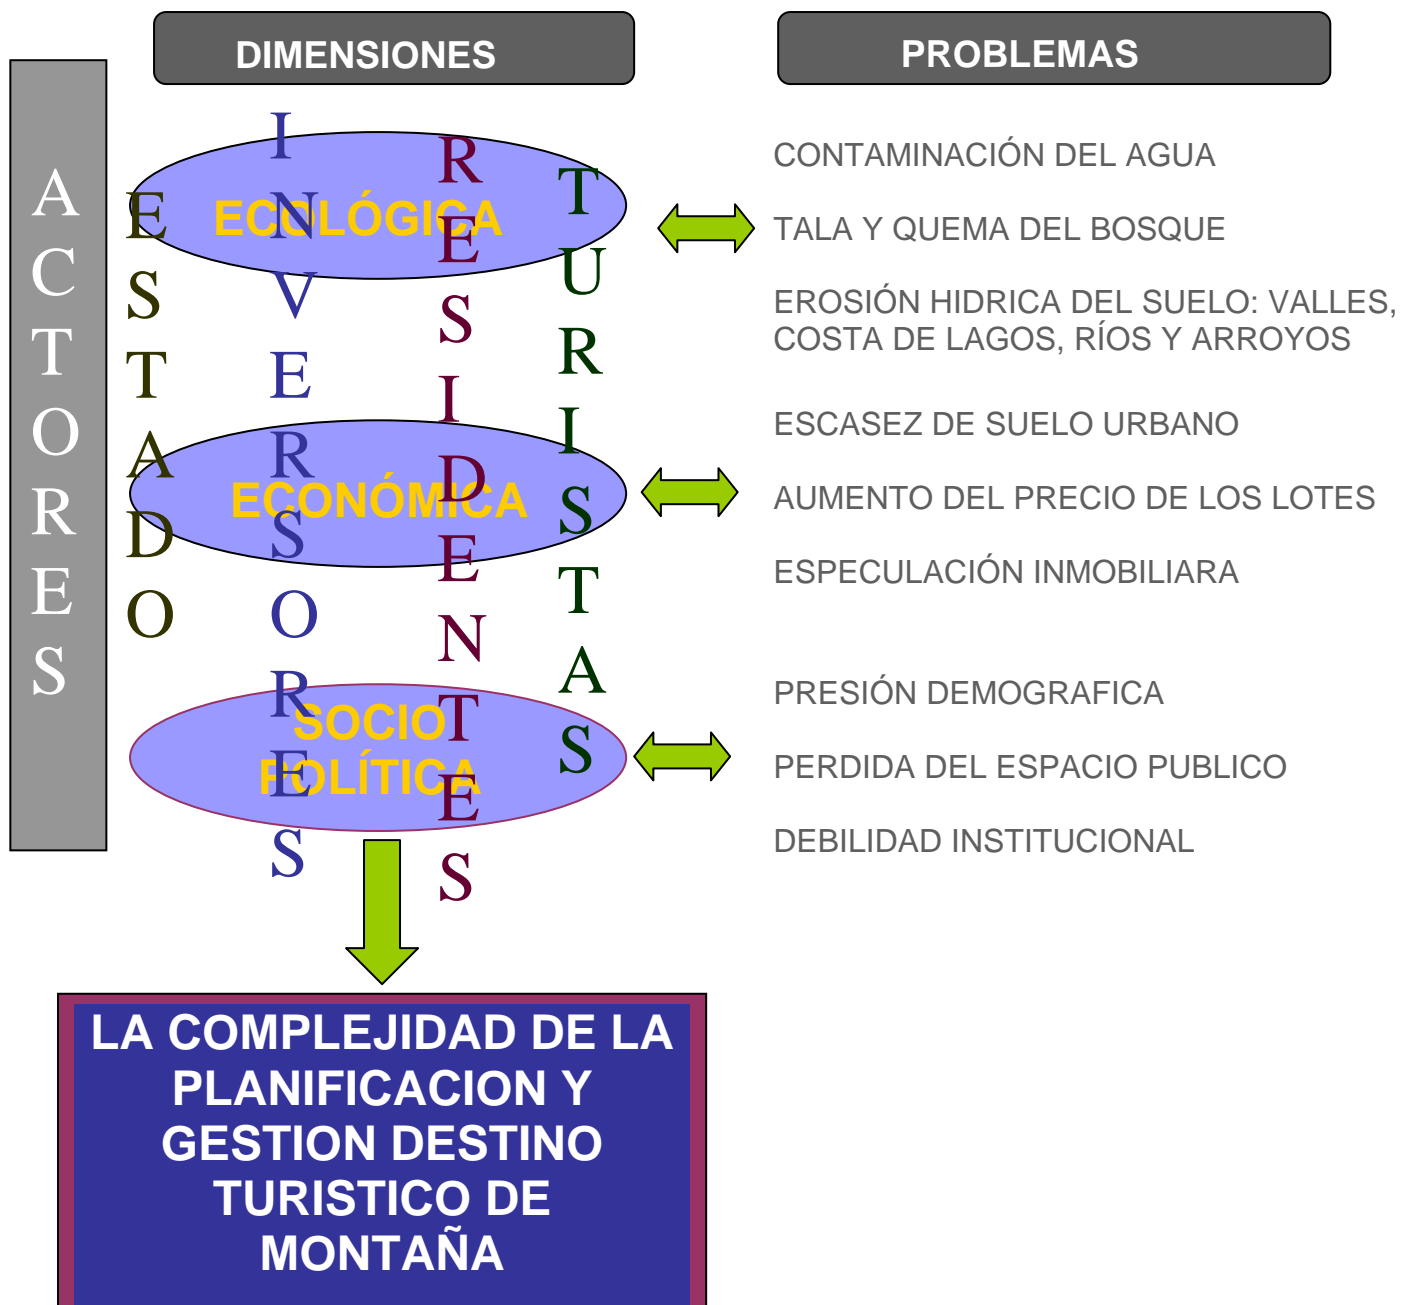 DIMENSIONES
PROBLEMAS
ACTORES
ESTADO
INVERSORES
RESIDENTES
TURISTAS
ECOLÓGICA
CONTAMINACIÓN DEL AGUA
TALA Y QUEMA DEL BOSQUE
EROSIÓN HIDRICA DEL SUELO: VALLES,
COSTA DE LAGOS, RÍOS Y ARROYOS
ECONÓMICA
ESCASEZ DE SUELO URBANO
AUMENTO DEL PRECIO DE LOS LOTES
ESPECULACIÓN INMOBILIARA
SOCIO
POLÍTICA
PRESIÓN DEMOGRAFICA
PERDIDA DEL ESPACIO PUBLICO
DEBILIDAD INSTITUCIONAL
LA COMPLEJIDAD DE LA
PLANIFICACION Y
GESTION DESTINO
TURISTICO DE
MONTAÑA